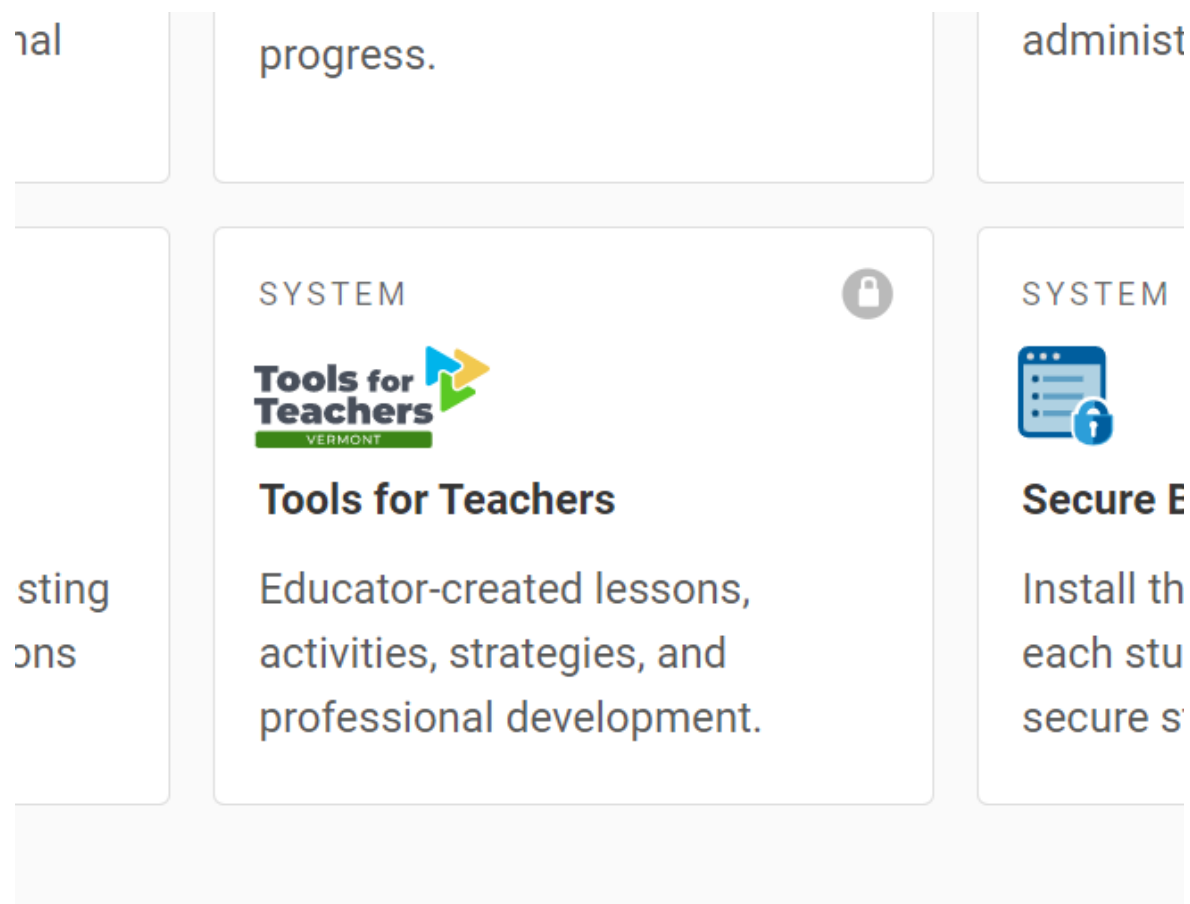 nal
progress.
administ
SYSTEM
Tools for
Teachers
VERMONT
Tools for Teachers
Educator-created lessons,
activities, strategies, and
professional development.
SYSTEM
Secure B
Install th
each stu
secure st
sting
ons